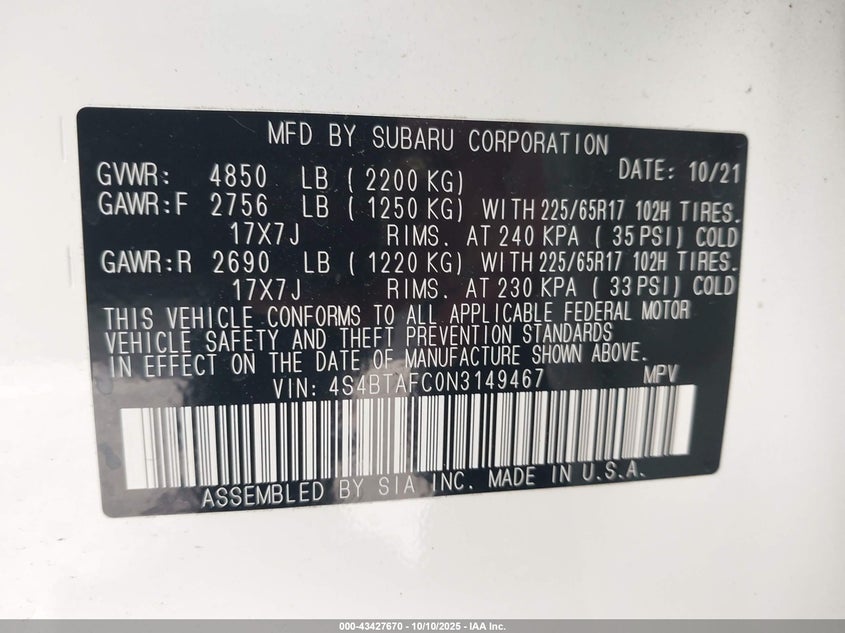 MFD BY SUBARU CORPORATION
GVWR: 4850 LB ( 2200 KG) DATE: 10/21
GAWR:F 2756 LB ( 1250 KG) WITH 225/65R17 102H TIRES.
17X7J RIMS. AT 240 KPA ( 35 PSI) COLD
GAWR:R 2690 LB ( 1220 KG) WITH 225/65R17 102H TIRES.
17X7J RIMS. AT 230 KPA ( 33 PSI) COLD
THIS VEHICLE CONFORMS TO ALL APPLICABLE FEDERAL MOTOR
VEHICLE SAFETY AND THEFT PREVENTION STANDARDS
IN EFFECT ON THE DATE OF MANUFACTURE SHOWN ABOVE.
VIN: 4S4BTAFC0N3149467 MPV
ASSEMBLED BY SIA INC. MADE IN U.S.A.
000-43427670 - 10/10/2025 - IAA Inc.